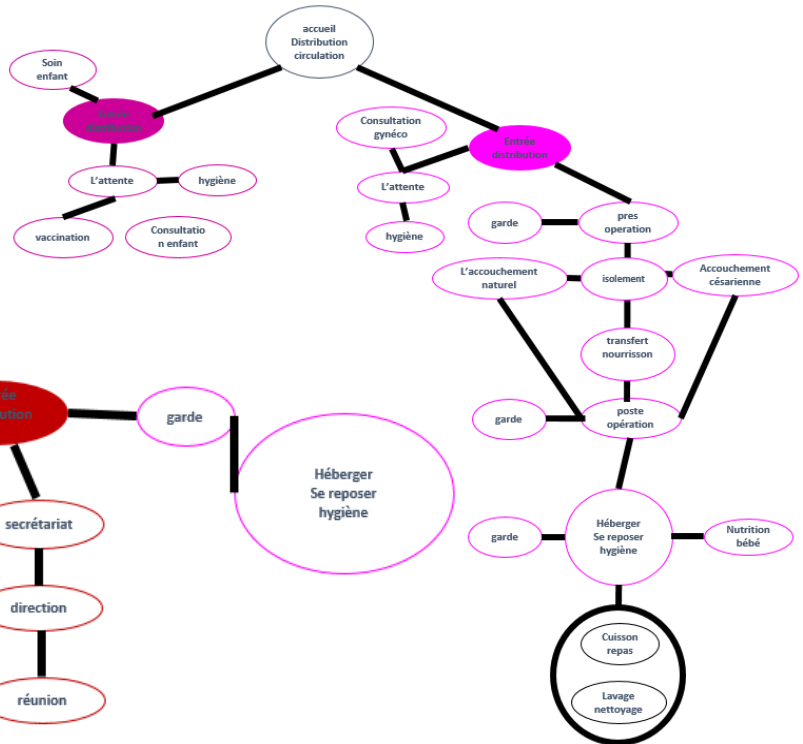 accueil
Distribution
circulation
Soin
enfant
Entrée
distribution
L'attente
hygiène
vaccination
Consultatio
n enfant
Consultation
gynéco
Entrée
distribution
L'attente
hygiène
pres
operation
garde
L'accouchement
naturel
isolement
Accouchement
césarienne
transfert
nourrisson
garde
poste
opération
garde
Héberger
Se reposer
hygiène
Nutrition
bébé
Cuisson
repas
Lavage
nettoyage
garde
Héberger
Se reposer
hygiène
secrétariat
direction
réunion